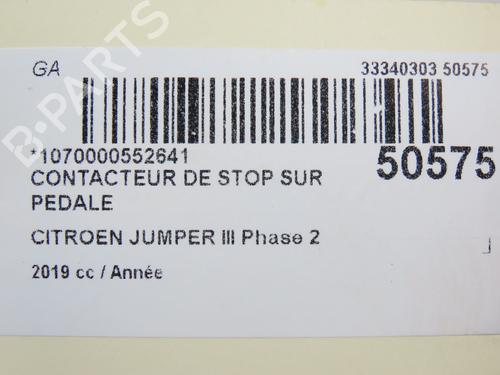 GA
33340303 50575
*1070000552641
50575
CONTACTEUR DE STOP SUR
PEDALE
CITROEN JUMPER III Phase 2
2019 cc / Année
B-PARTS